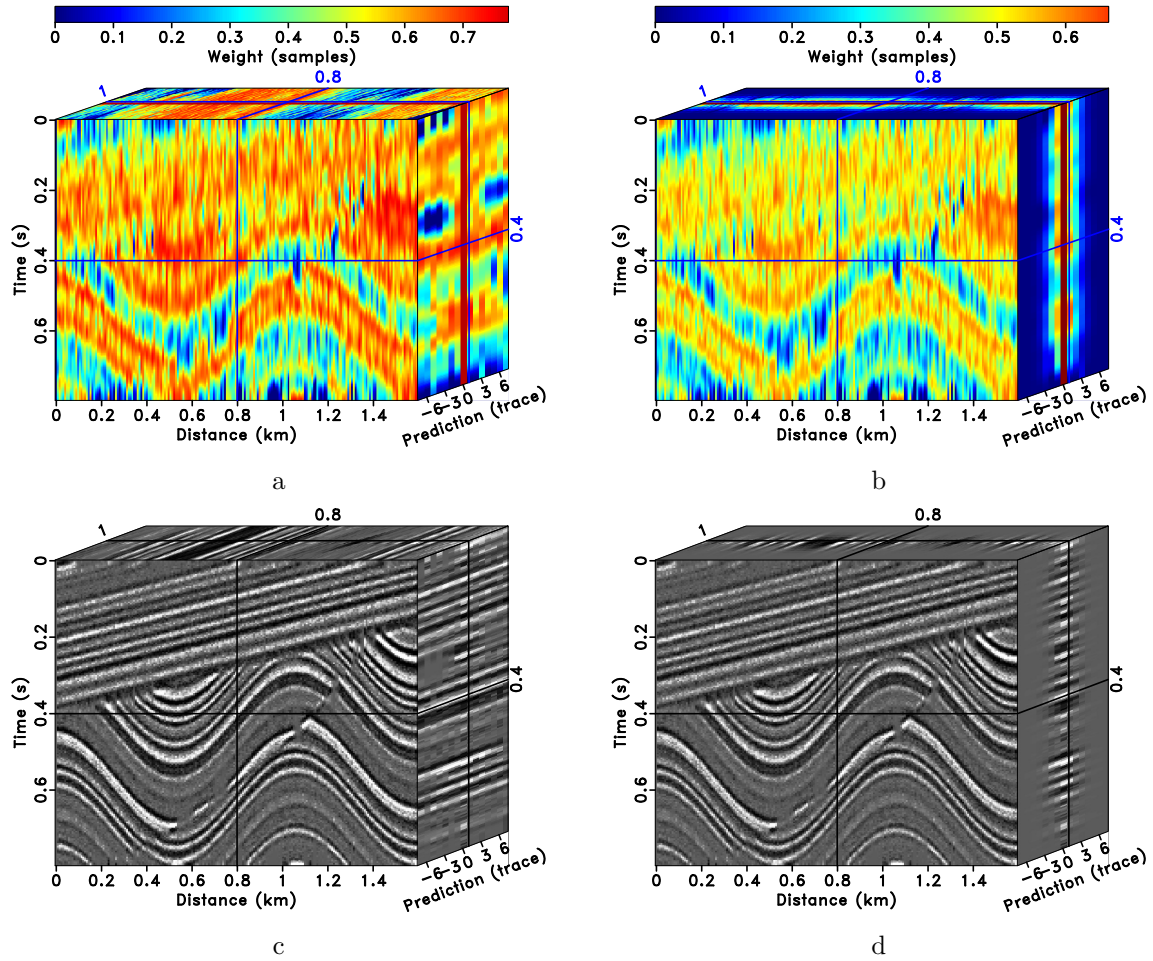 0 0.1 0.2 0.3 0.4 0.5 0.6 0.7
Weight (samples)
1 0.8
0 0.2 0.4 0.6
Time (s)
0.4
0 0.2 0.4 0.6 0.8 1 1.2 1.4
Distance (km)
-6 -3 0 3 6
Prediction (trace)
a
0 0.1 0.2 0.3 0.4 0.5 0.6
Weight (samples)
1 0.8
0 0.2 0.4 0.6
Time (s)
0.4
0 0.2 0.4 0.6 0.8 1 1.2 1.4
Distance (km)
-6 -3 0 3 6
Prediction (trace)
b
1 0.8
0 0.2 0.4 0.6
Time (s)
0.4
0 0.2 0.4 0.6 0.8 1 1.2 1.4
Distance (km)
-6 -3 0 3 6
Prediction (trace)
c
1 0.8
0 0.2 0.4 0.6
Time (s)
0.4
0 0.2 0.4 0.6 0.8 1 1.2 1.4
Distance (km)
-6 -3 0 3 6
Prediction (trace)
d